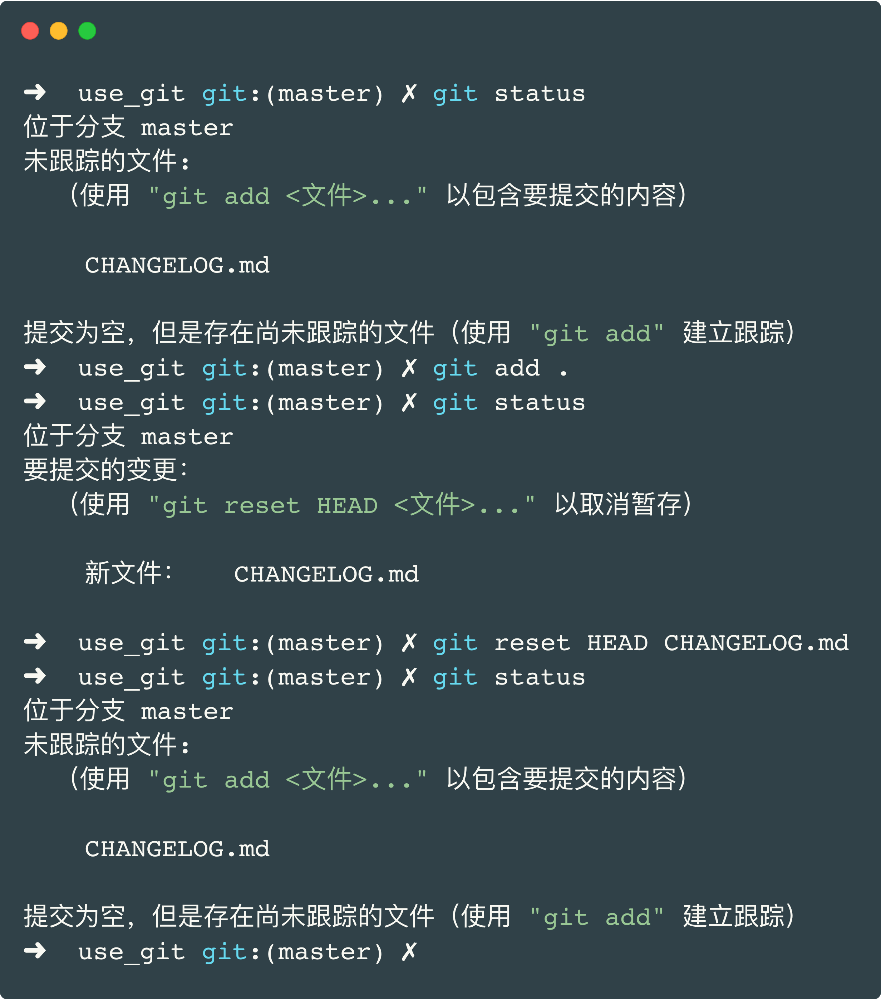 ➜  use_git git:(master) ✗ git status
位于分支 master
未跟踪的文件:
  （使用 "git add <文件>..." 以包含要提交的内容）
    CHANGELOG.md
提交为空，但是存在尚未跟踪的文件（使用 "git add" 建立跟踪）
➜  use_git git:(master) ✗ git add .
➜  use_git git:(master) ✗ git status
位于分支 master
要提交的变更：
  （使用 "git reset HEAD <文件>..." 以取消暂存）
    新文件：   CHANGELOG.md
➜  use_git git:(master) ✗ git reset HEAD CHANGELOG.md
➜  use_git git:(master) ✗ git status
位于分支 master
未跟踪的文件:
  （使用 "git add <文件>..." 以包含要提交的内容）
    CHANGELOG.md
提交为空，但是存在尚未跟踪的文件（使用 "git add" 建立跟踪）
➜  use_git git:(master) ✗